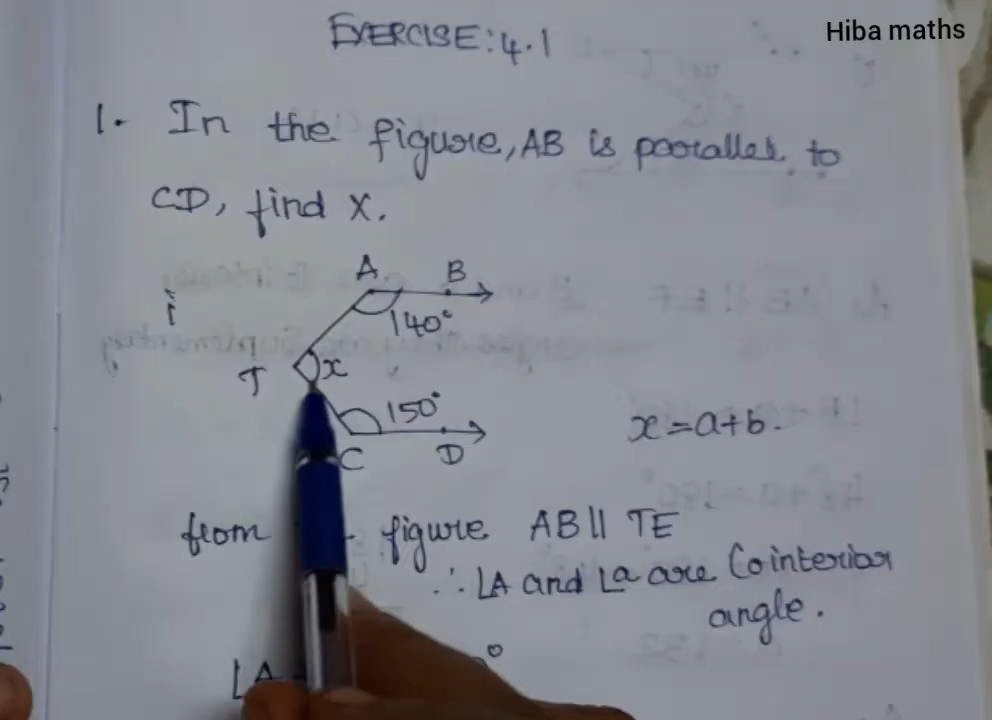 Hiba maths
EXERCISE: 4.1
1. In the figure, AB is parallel to
CD, find x.
i
A B
140°
T x
150°
C D
x = a+b.
from figure AB || TE
∴ ∠A and ∠a are Cointerior
angle.
∠A